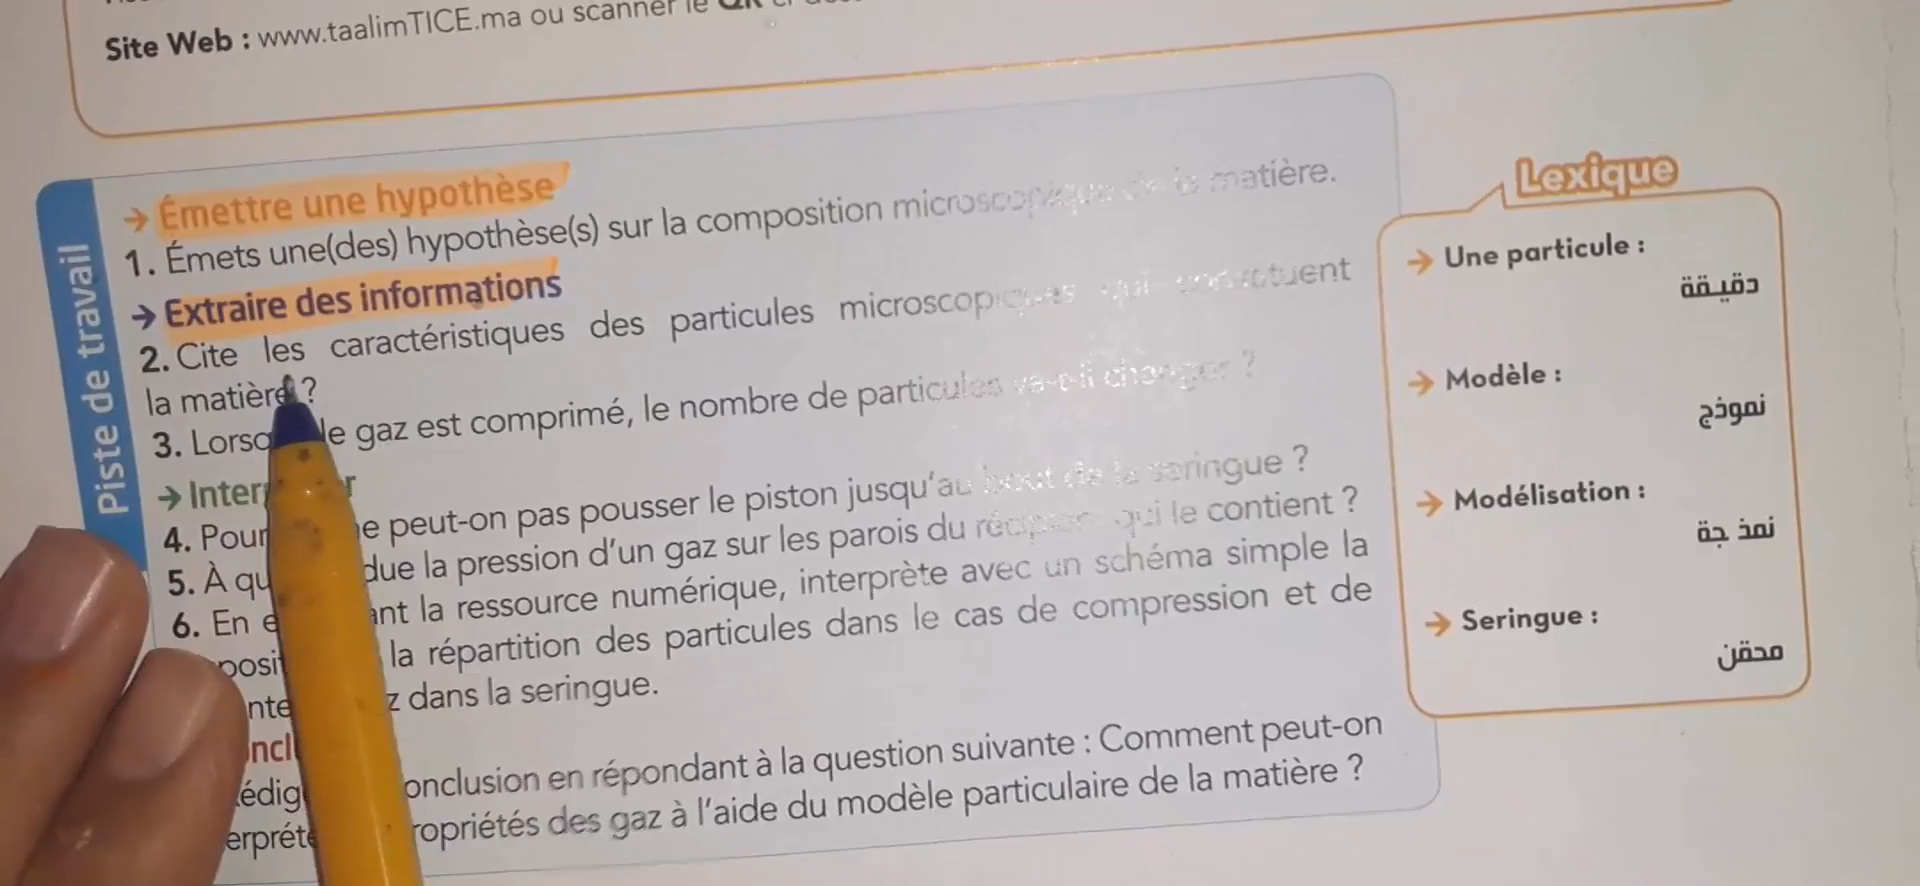 Site Web : www.taalimTICE.ma ou scanner le QR
Piste de travail
→ Émettre une hypothèse
1. Émets une(des) hypothèse(s) sur la composition microscopique de la matière.
→ Extraire des informations
2. Cite les caractéristiques des particules microscopiques qui constituent
la matière ?
3. Lorsq le gaz est comprimé, le nombre de particules va-t-il changer ?
→ Inter r
4. Pour e peut-on pas pousser le piston jusqu'au bout de la seringue ?
5. À qu due la pression d'un gaz sur les parois du récipient qui le contient ?
6. En e ant la ressource numérique, interprète avec un schéma simple la
posit la répartition des particules dans le cas de compression et de
nte z dans la seringue.
oncl
édig onclusion en répondant à la question suivante : Comment peut-on
erpréte ropriétés des gaz à l'aide du modèle particulaire de la matière ?
Lexique
→ Une particule :
دقيقة
→ Modèle :
نموذج
→ Modélisation :
نمذجة
→ Seringue :
محقن